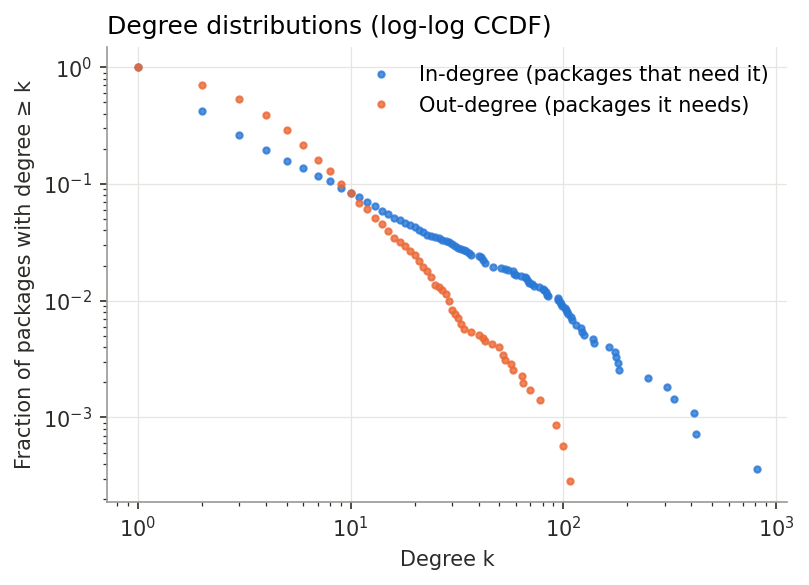 Degree distributions (log-log CCDF)
In-degree (packages that need it)
Out-degree (packages it needs)
Fraction of packages with degree ≥ k
10⁰
10⁻¹
10⁻²
10⁻³
10⁰
10¹
10²
10³
Degree k